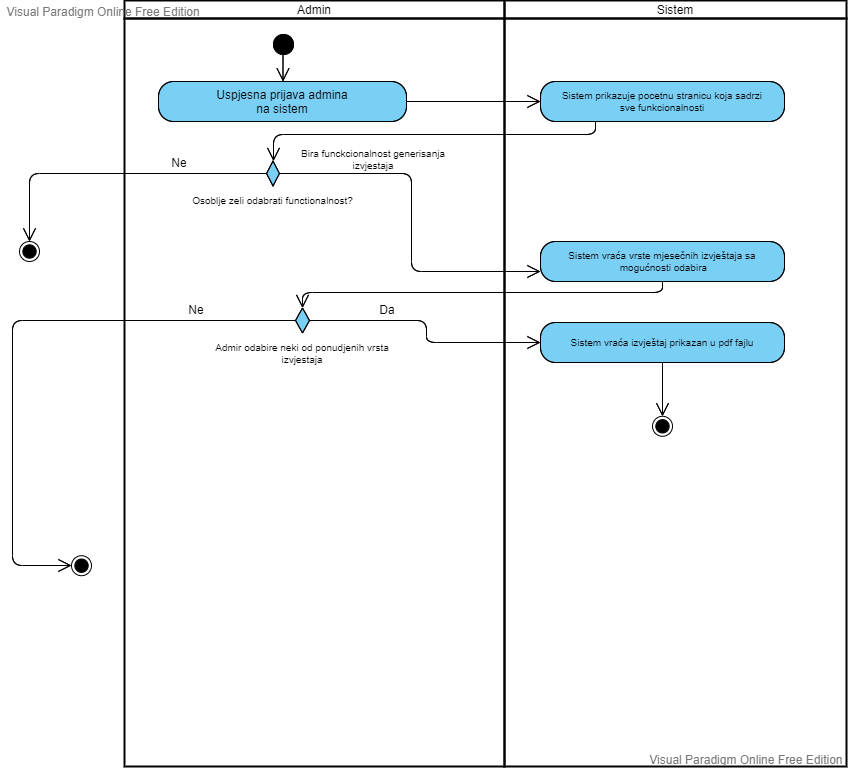 Visual Paradigm Online Free Edition
Admin
Sistem
Uspjesna prijava admina
na sistem
Sistem prikazuje pocetnu stranicu koja sadrzi
sve funkcionalnosti
Ne
Bira funckcionalnost generisanja
izvjestaja
Osoblje zeli odabrati functionalnost?
Sistem vraća vrste mjesečnih izvještaja sa
mogućnosti odabira
Ne
Da
Admir odabire neki od ponudjenih vrsta
izvjestaja
Sistem vraća izvještaj prikazan u pdf fajlu
Visual Paradigm Online Free Edition